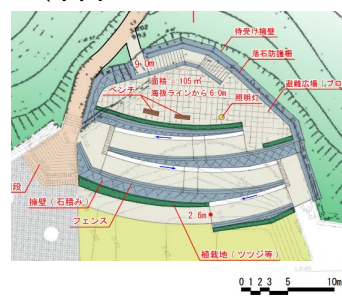 待受け擁壁
落石防護柵
9.0m
面積 = 105㎡
避難広場（ブロ
ベンチ
海抜ラインから6.0m
照明灯
段
擁壁（石積み）
フェンス
2.6m
植栽地（ツツジ等）
0 1 2 3 5 10m